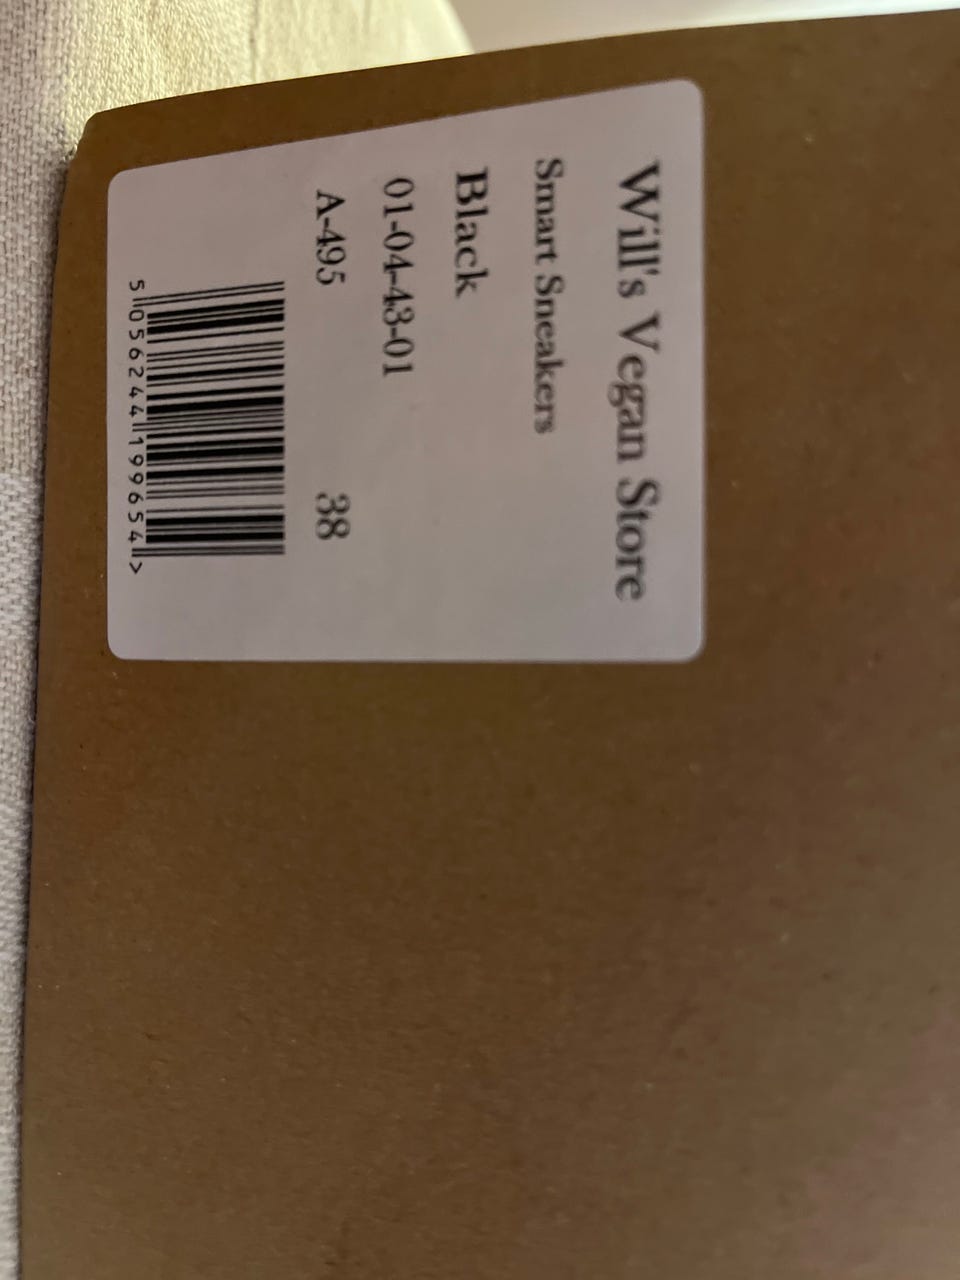 Will's Vegan Store
Smart Sneakers
Black
01-04-43-01
A-495 38
5 056244 199654 >